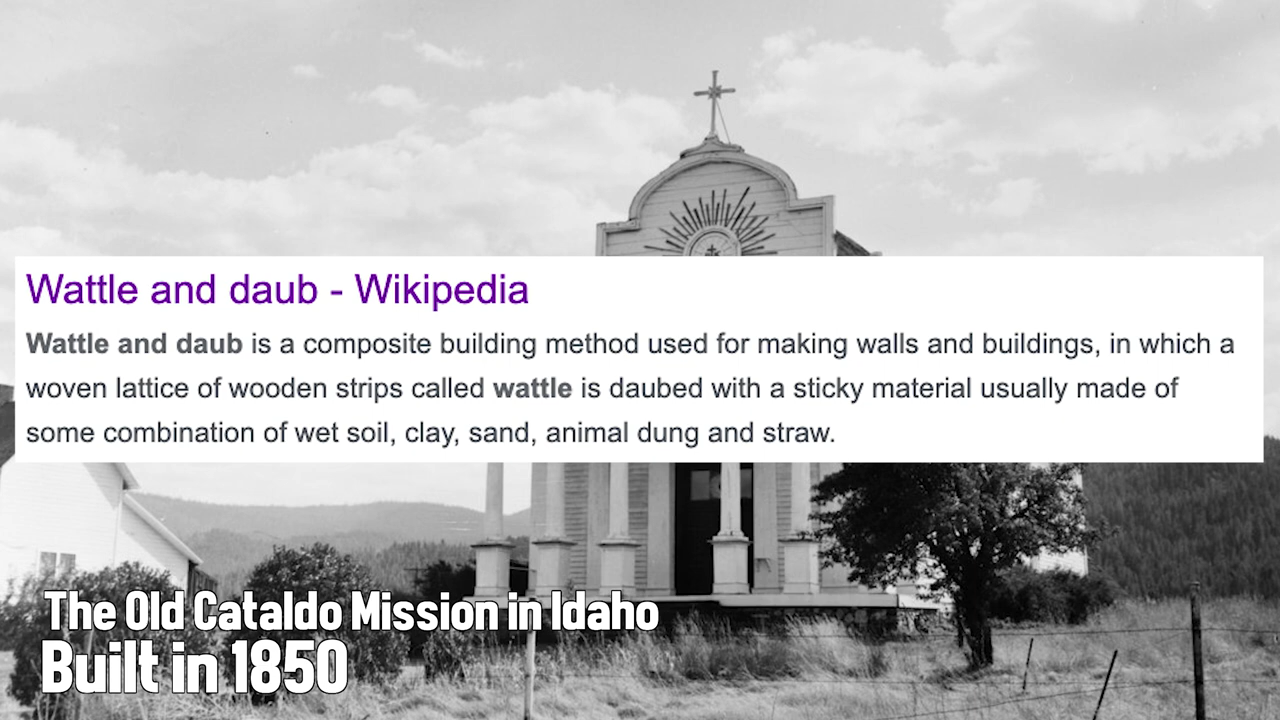 Wattle and daub - Wikipedia
Wattle and daub is a composite building method used for making walls and buildings, in which a
woven lattice of wooden strips called wattle is daubed with a sticky material usually made of
some combination of wet soil, clay, sand, animal dung and straw.
The Old Cataldo Mission in Idaho
Built in 1850